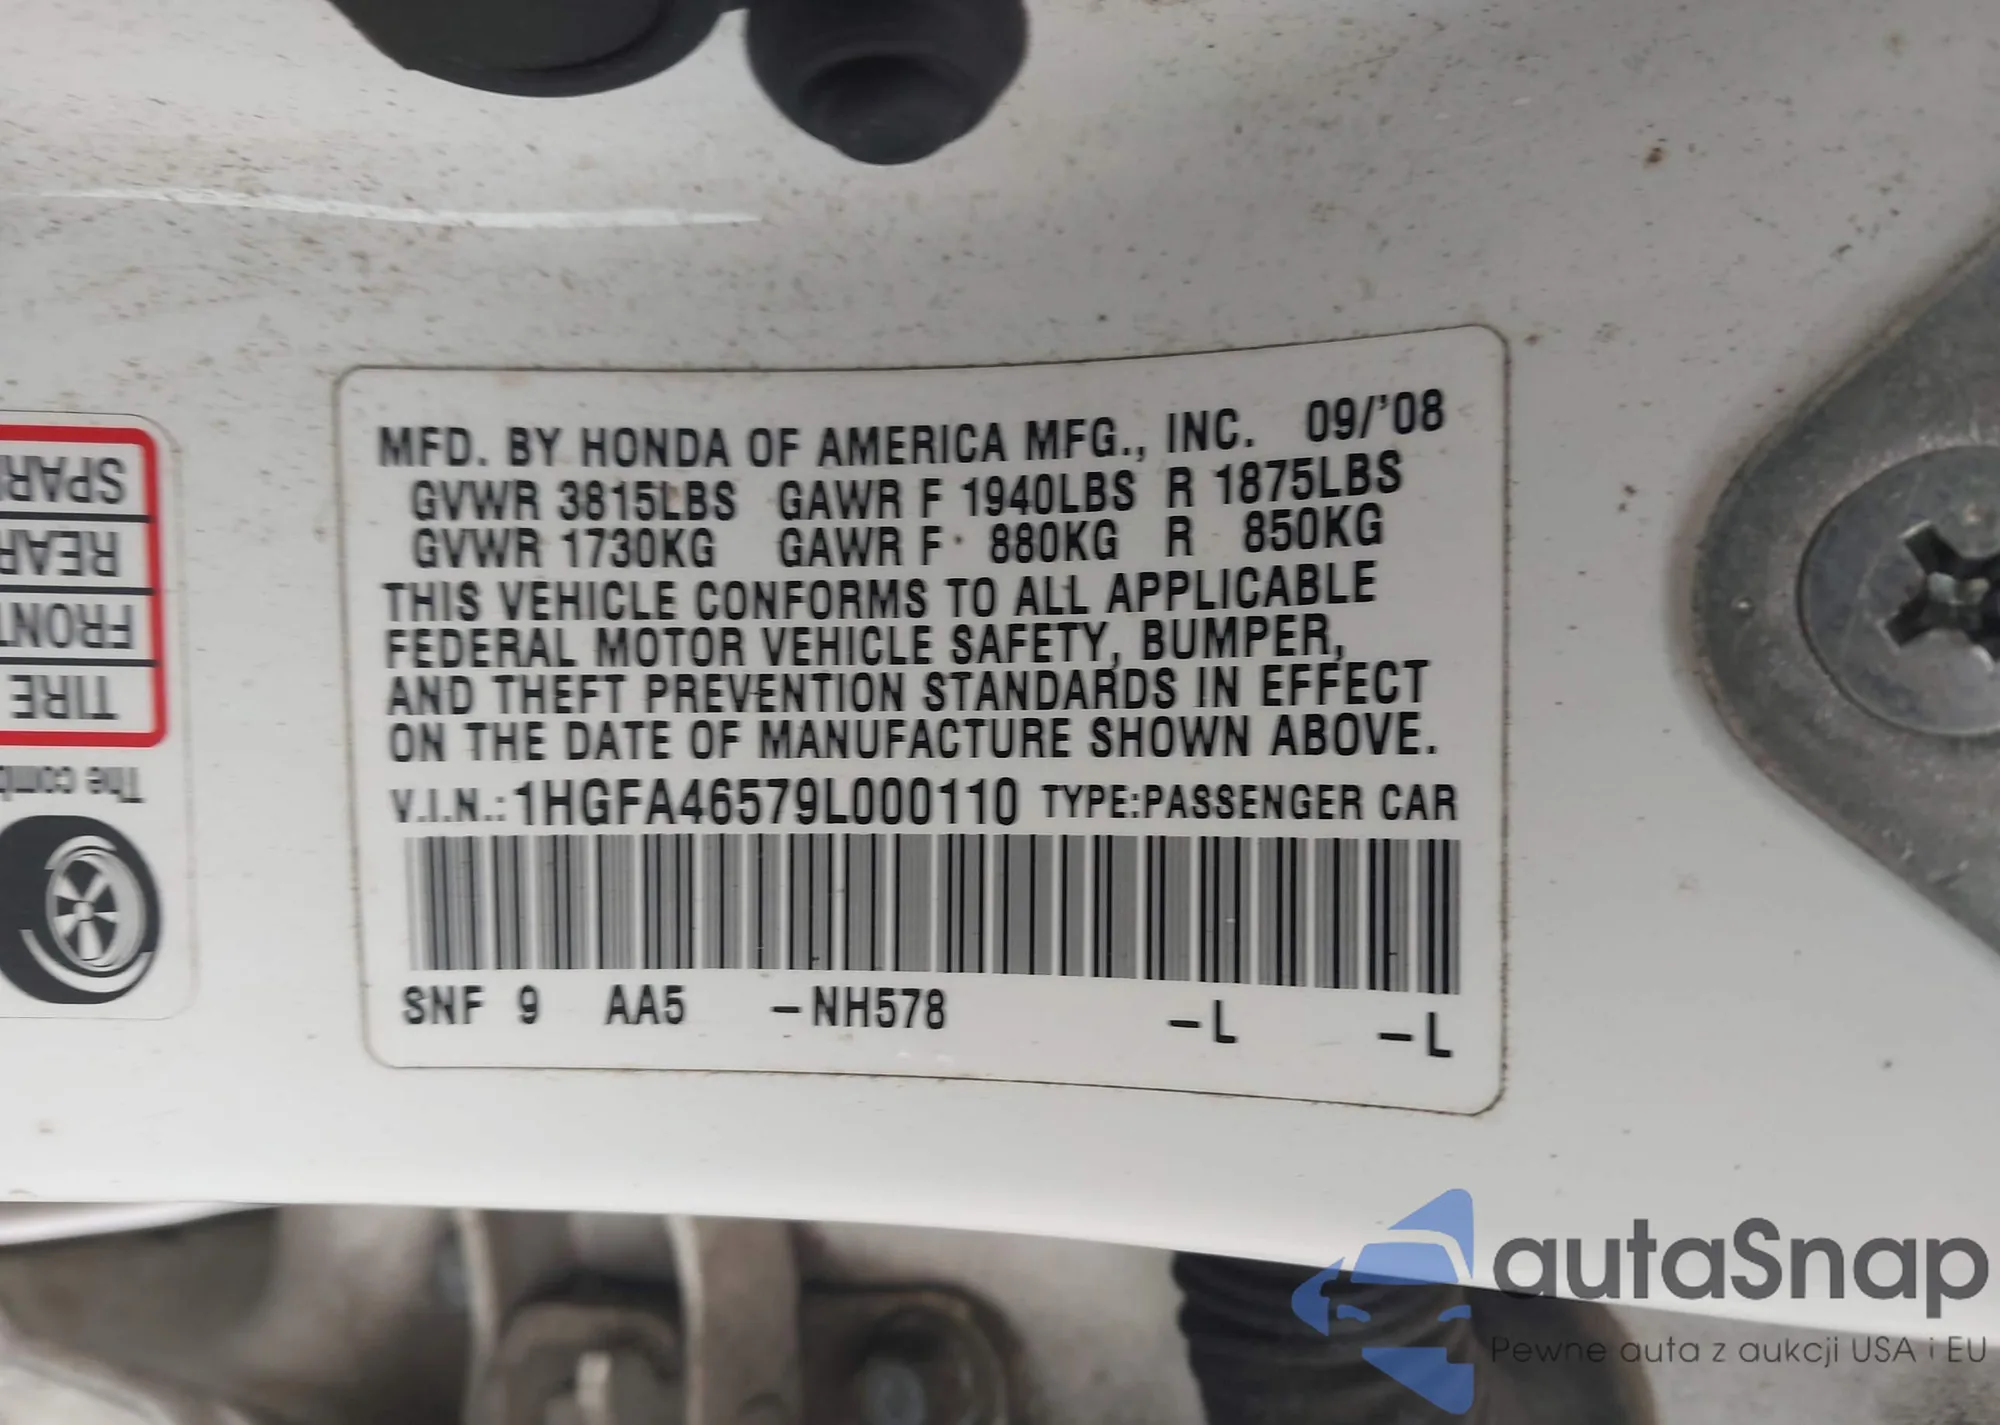 MFD. BY HONDA OF AMERICA MFG., INC. 09/'08
GVWR 3815LBS GAWR F 1940LBS R 1875LBS
GVWR 1730KG GAWR F 880KG R 850KG
THIS VEHICLE CONFORMS TO ALL APPLICABLE
FEDERAL MOTOR VEHICLE SAFETY, BUMPER,
AND THEFT PREVENTION STANDARDS IN EFFECT
ON THE DATE OF MANUFACTURE SHOWN ABOVE.
V.I.N.:1HGFA46579L000110 TYPE:PASSENGER CAR
SNF 9 AA5 -NH578 -L -L
TIRE
FRONT
REAR
SPAR
The comb
autaSnap
Pewne auta z aukcji USA i EU